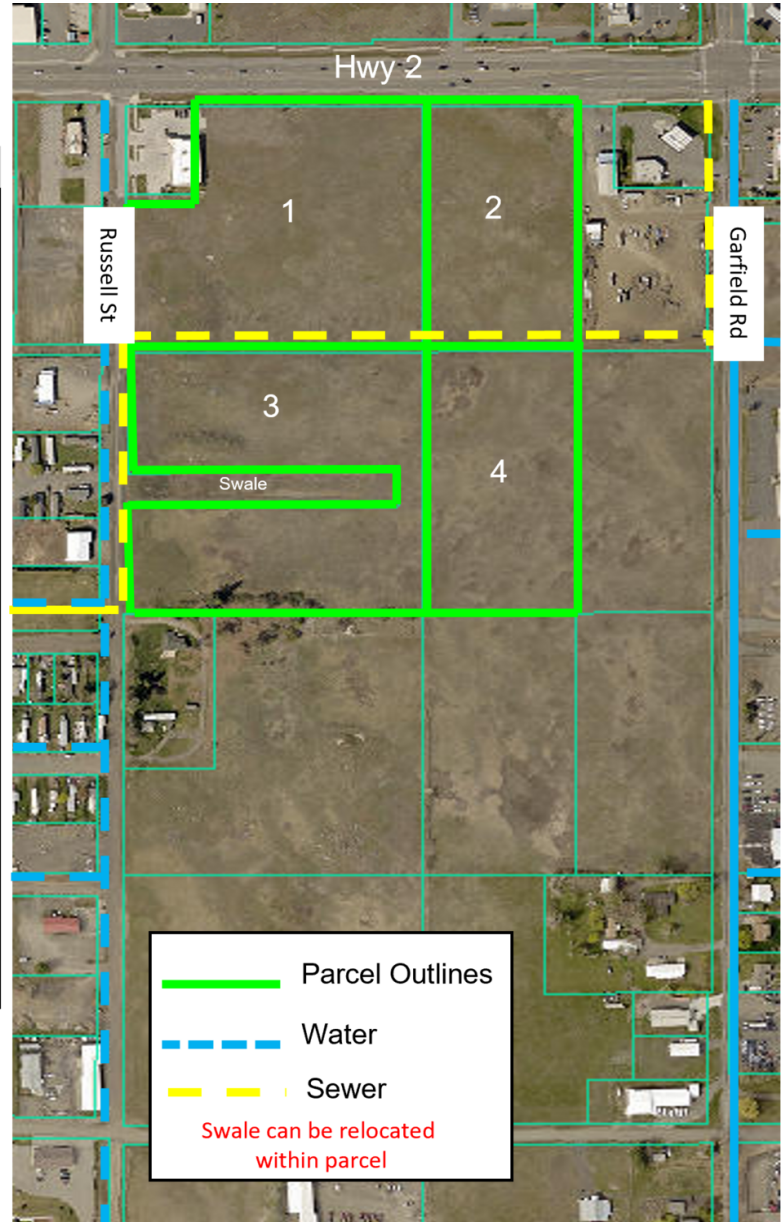 Hwy 2
1
2
Russell St
Garfield Rd
3
4
Swale
Parcel Outlines
Water
Sewer
Swale can be relocated
within parcel